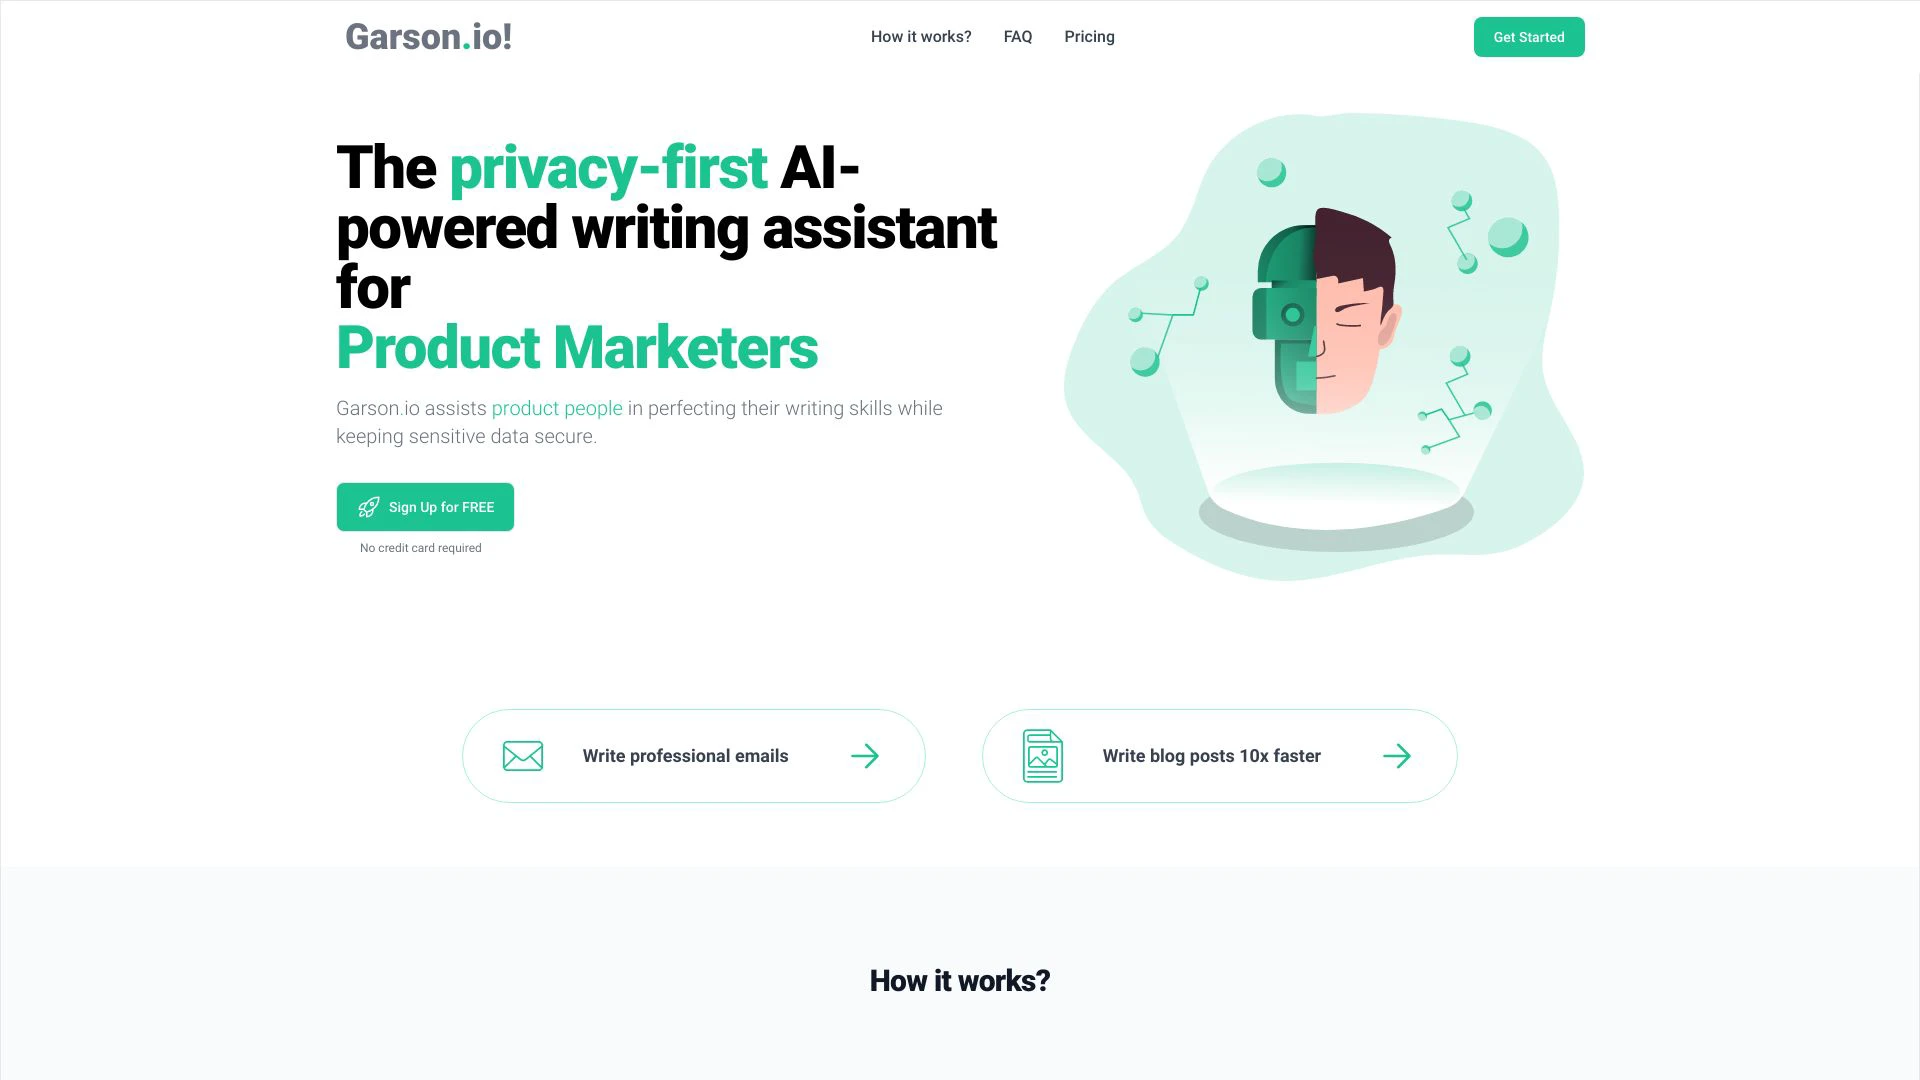 Garson.io!
How it works?
FAQ
Pricing
Get Started
The privacy-first AI-
powered writing assistant
for
Product Marketers
Garson.io assists product people in perfecting their writing skills while
keeping sensitive data secure.
Sign Up for FREE
No credit card required
Write professional emails
Write blog posts 10x faster
How it works?